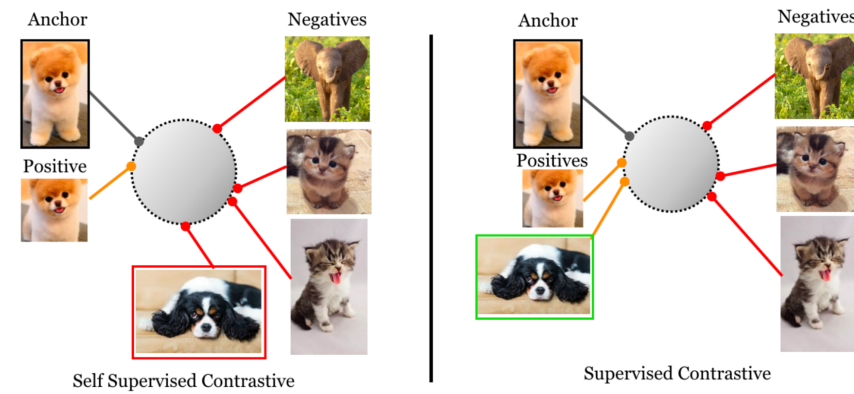 Anchor
Negatives
Positive
Self Supervised Contrastive
Anchor
Negatives
Positives
Supervised Contrastive